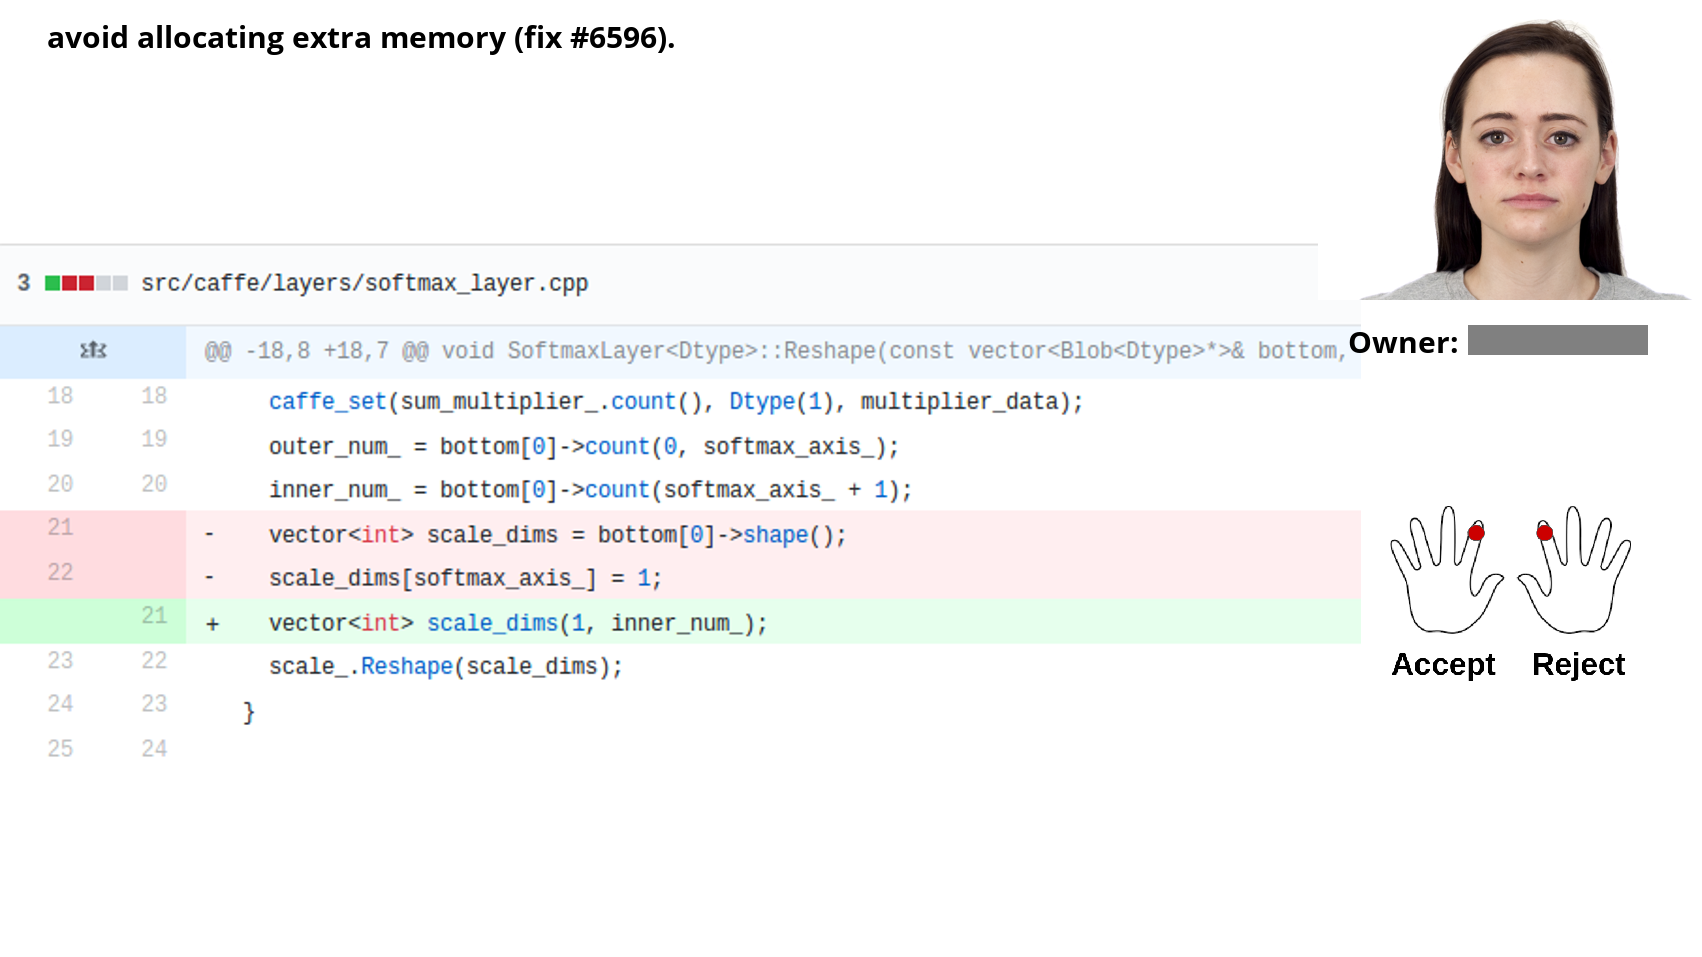 avoid allocating extra memory (fix #6596).
3 src/caffe/layers/softmax_layer.cpp
@@ -18,8 +18,7 @@ void SoftmaxLayer<Dtype>::Reshape(const vector<Blob<Dtype>*>& bottom,
Owner:
18 18 caffe_set(sum_multiplier_.count(), Dtype(1), multiplier_data);
19 19 outer_num_ = bottom[0]->count(0, softmax_axis_);
20 20 inner_num_ = bottom[0]->count(softmax_axis_ + 1);
21 - vector<int> scale_dims = bottom[0]->shape();
22 - scale_dims[softmax_axis_] = 1;
21 + vector<int> scale_dims(1, inner_num_);
23 22 scale_.Reshape(scale_dims);
24 23 }
25 24
Accept Reject